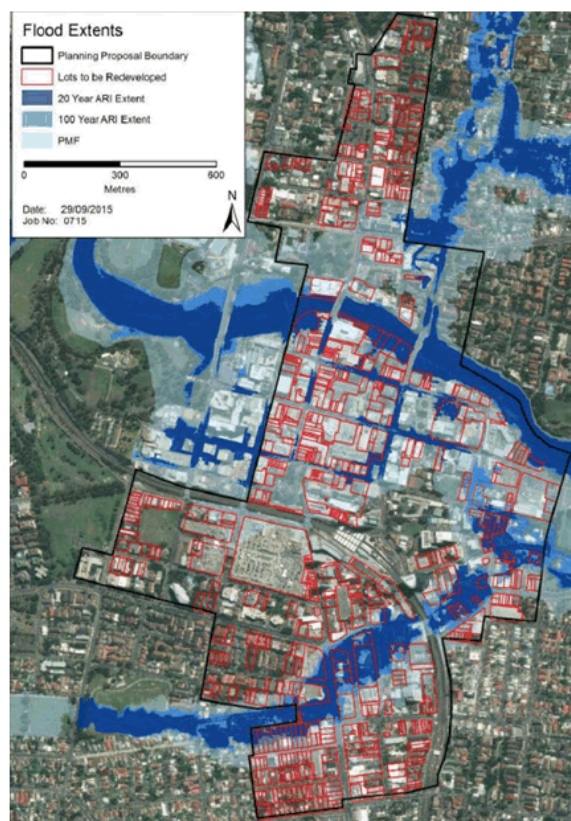 Flood Extents
Planning Proposal Boundary
Lots to be Redeveloped
20 Year ARI Extent
100 Year ARI Extent
PMF
0 300 600
Metres
N
Date: 29/09/2015
Job No: 0715